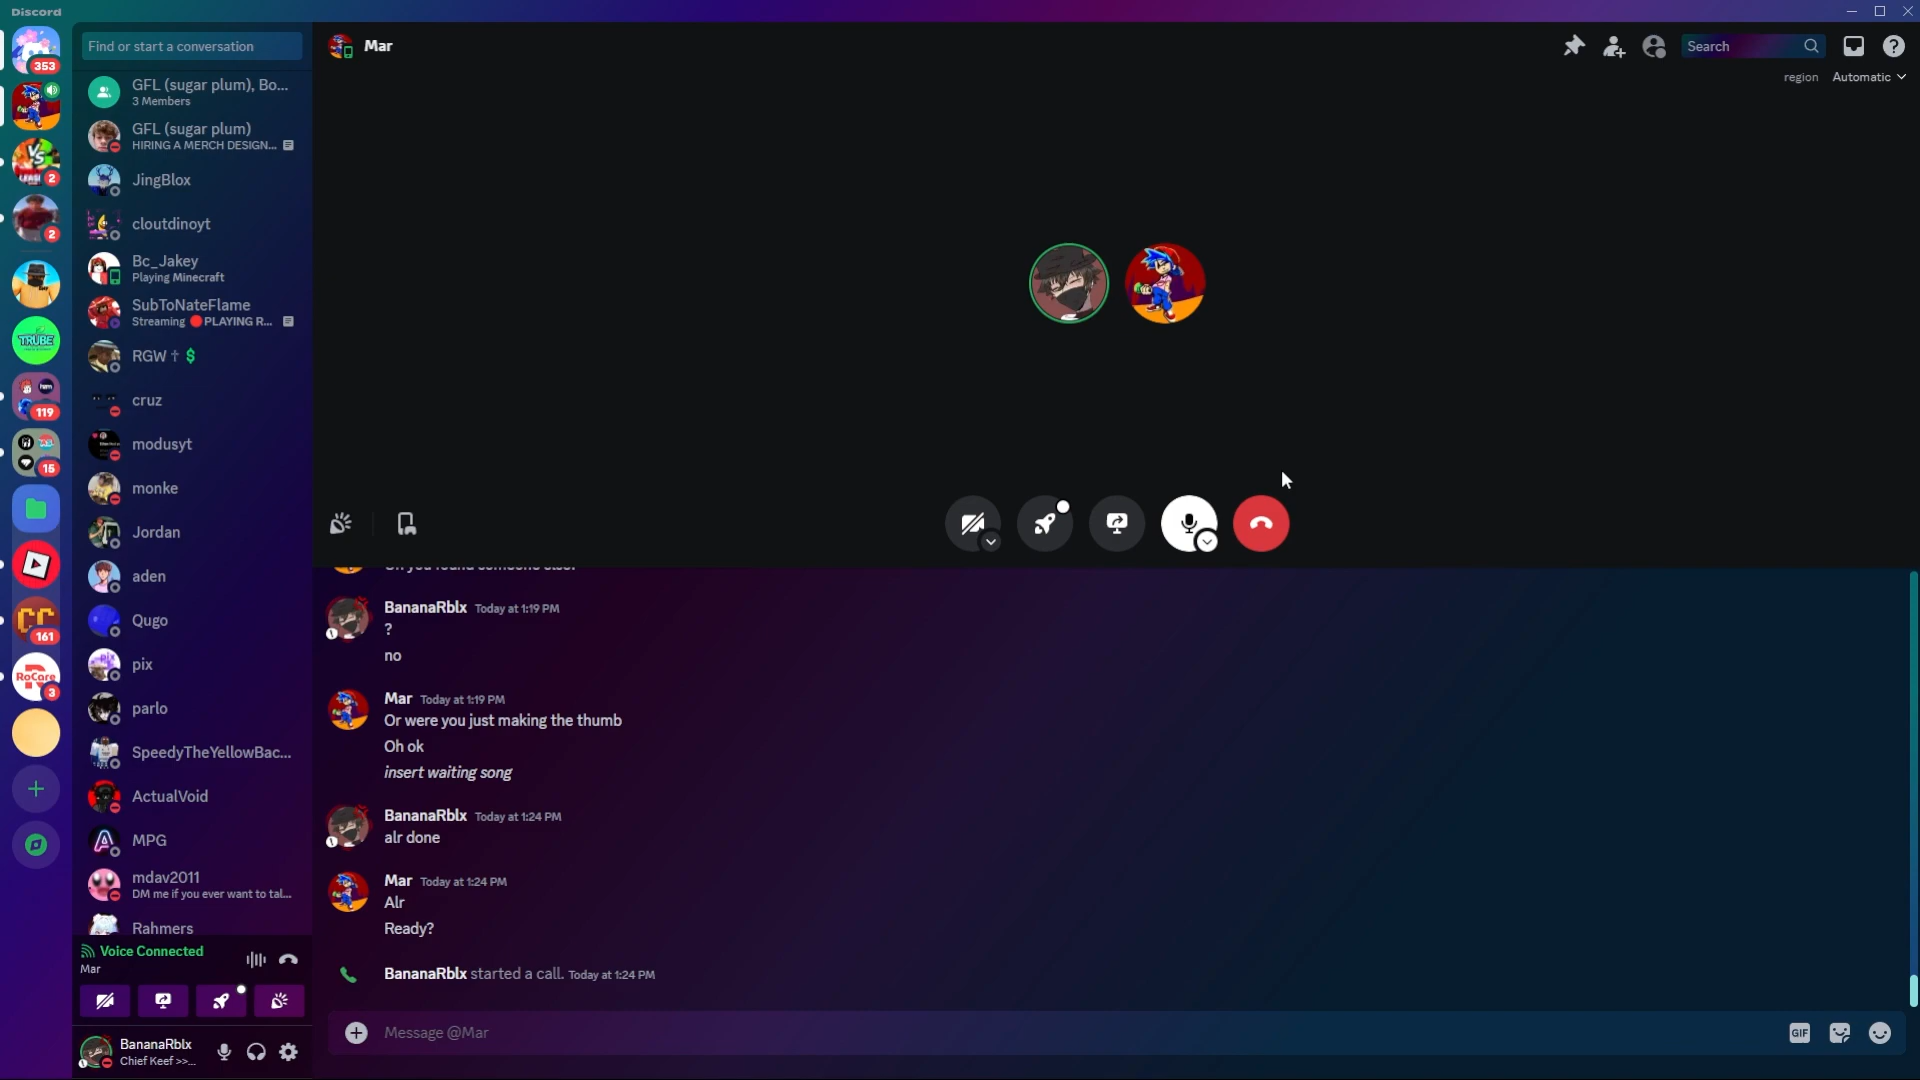 Discord
353
2
2
TRUBE
119
15
CC
161
RoCore
3
Find or start a conversation
GFL (sugar plum), Bo...
3 Members
GFL (sugar plum)
HIRING A MERCH DESIGN...
JingBlox
cloutdinoyt
Bc_Jakey
Playing Minecraft
SubToNateFlame
Streaming 🔴PLAYING R...
RGW † $
cruz
modusyt
monke
Jordan
aden
Qugo
pix
parlo
SpeedyTheYellowBac...
ActualVoid
MPG
mdav2011
DM me if you ever want to tal...
Rahmers
Voice Connected
Mar
BananaRblx
Chief Keef >>...
Mar
Search
region Automatic
BananaRblx Today at 1:19 PM
?
no
Mar Today at 1:19 PM
Or were you just making the thumb
Oh ok
insert waiting song
BananaRblx Today at 1:24 PM
alr done
Mar Today at 1:24 PM
Alr
Ready?
BananaRblx started a call. Today at 1:24 PM
Message @Mar
GIF